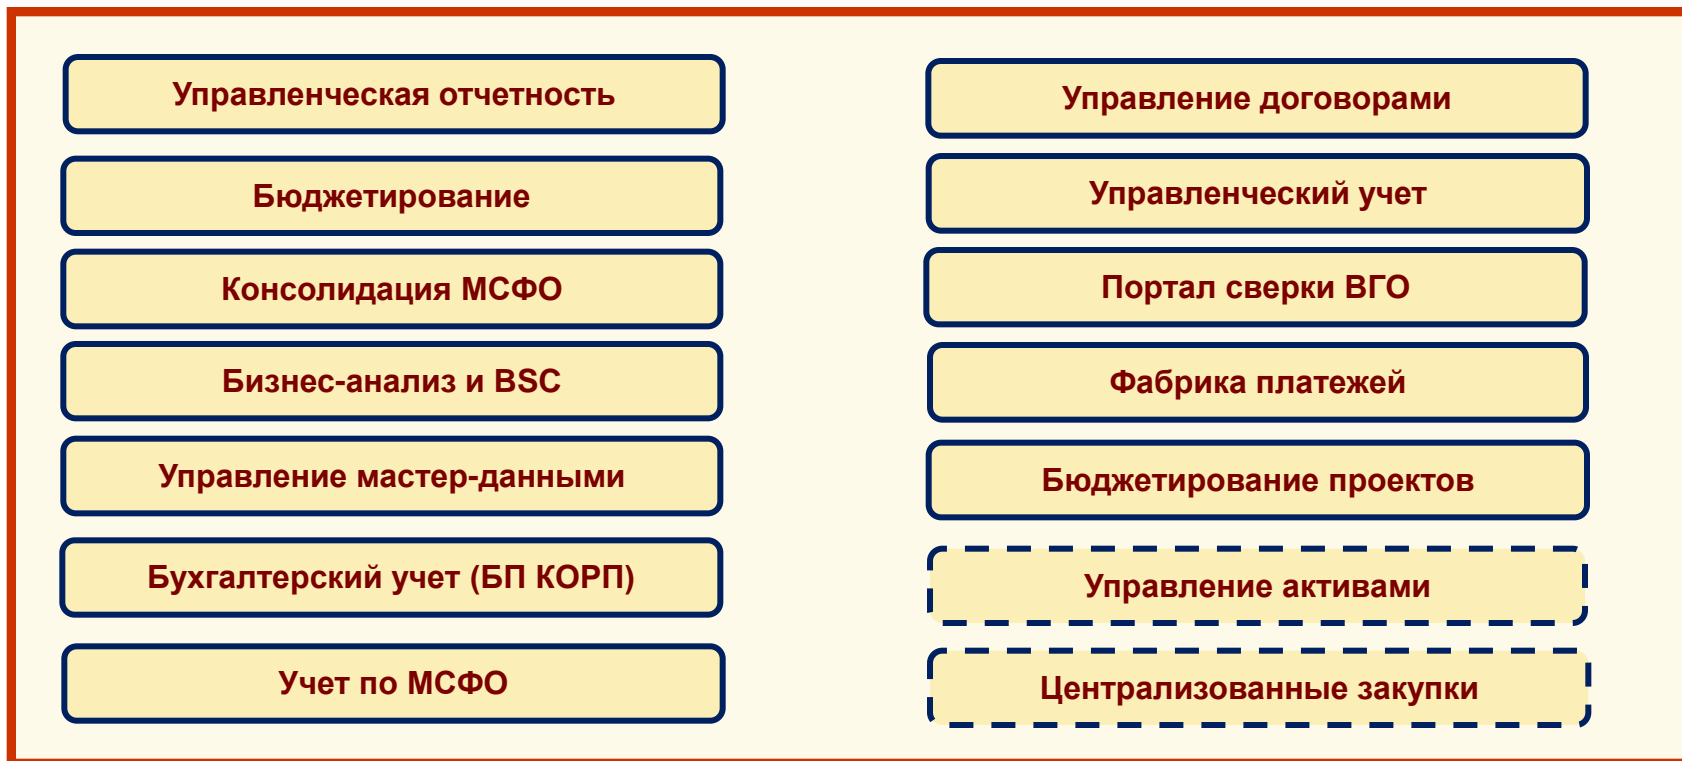 Управленческая отчетность
Бюджетирование
Консолидация МСФО
Бизнес-анализ и BSC
Управление мастер-данными
Бухгалтерский учет (БП КОРП)
Учет по МСФО
Управление договорами
Управленческий учет
Портал сверки ВГО
Фабрика платежей
Бюджетирование проектов
Управление активами
Централизованные закупки